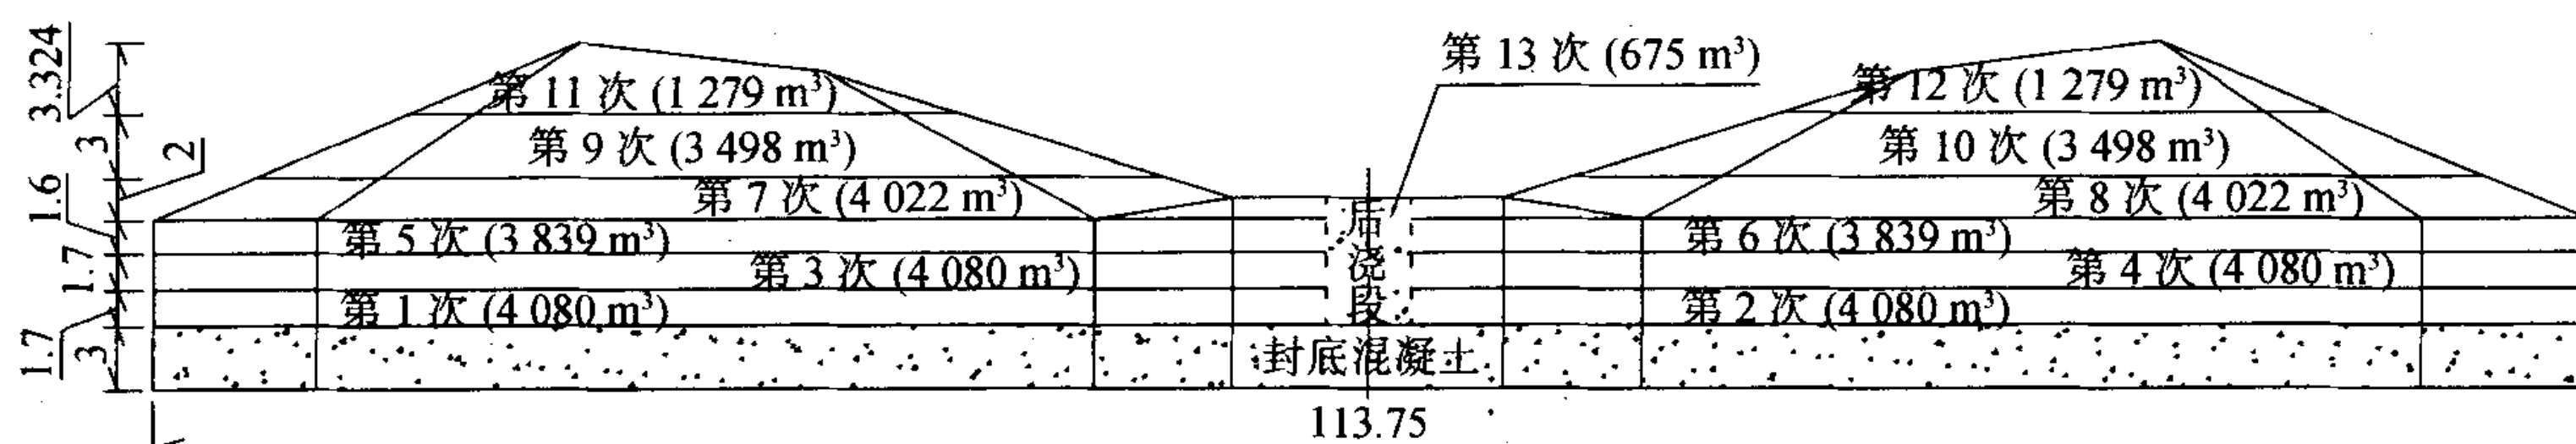 3.324
3
2
1.6
1.7
1.7
3
第 11 次 (1 279 m³)
第 9 次 (3 498 m³)
第 7 次 (4 022 m³)
第 5 次 (3 839 m³)
第 3 次 (4 080 m³)
第 1 次 (4 080 m³)
第 13 次 (675 m³)
后
浇
段
封底混凝土
113.75
第 12 次 (1 279 m³)
第 10 次 (3 498 m³)
第 8 次 (4 022 m³)
第 6 次 (3 839 m³)
第 4 次 (4 080 m³)
第 2 次 (4 080 m³)